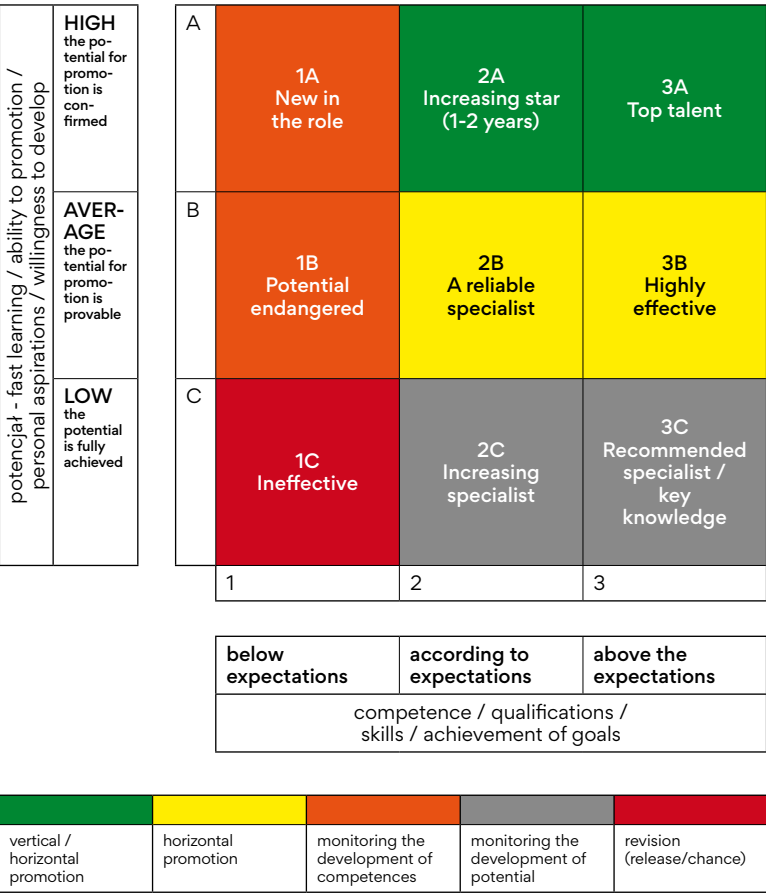 potencjał - fast learning / ability to promotion /
personal aspirations / willingness to develop
HIGH
the po-
tential for
promo-
tion is
con-
firmed
A
1A
New in
the role
2A
Increasing star
(1-2 years)
3A
Top talent
AVER-
AGE
the po-
tential for
promo-
tion is
provable
B
1B
Potential
endangered
2B
A reliable
specialist
3B
Highly
effective
LOW
the
potential
is fully
achieved
C
1C
Ineffective
2C
Increasing
specialist
3C
Recommended
specialist /
key
knowledge
1
2
3
below
expectations
according to
expectations
above the
expectations
competence / qualifications /
skills / achievement of goals
vertical /
horizontal
promotion
horizontal
promotion
monitoring the
development of
competences
monitoring the
development of
potential
revision
(release/chance)